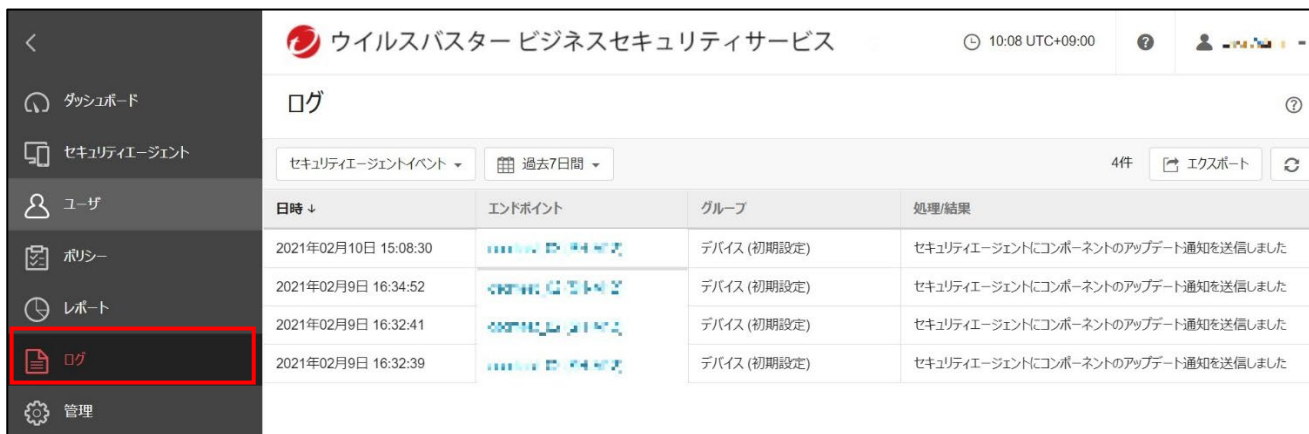 ウイルスバスター ビジネスセキュリティサービス
10:08 UTC+09:00
ダッシュボード
セキュリティエージェント
ユーザ
ポリシー
レポート
ログ
管理
ログ
セキュリティエージェントイベント
過去7日間
4件
エクスポート
日時↓ エンドポイント グループ 処理/結果
2021年02月10日 15:08:30 デバイス (初期設定) セキュリティエージェントにコンポーネントのアップデート通知を送信しました
2021年02月9日 16:34:52 デバイス (初期設定) セキュリティエージェントにコンポーネントのアップデート通知を送信しました
2021年02月9日 16:32:41 デバイス (初期設定) セキュリティエージェントにコンポーネントのアップデート通知を送信しました
2021年02月9日 16:32:39 デバイス (初期設定) セキュリティエージェントにコンポーネントのアップデート通知を送信しました